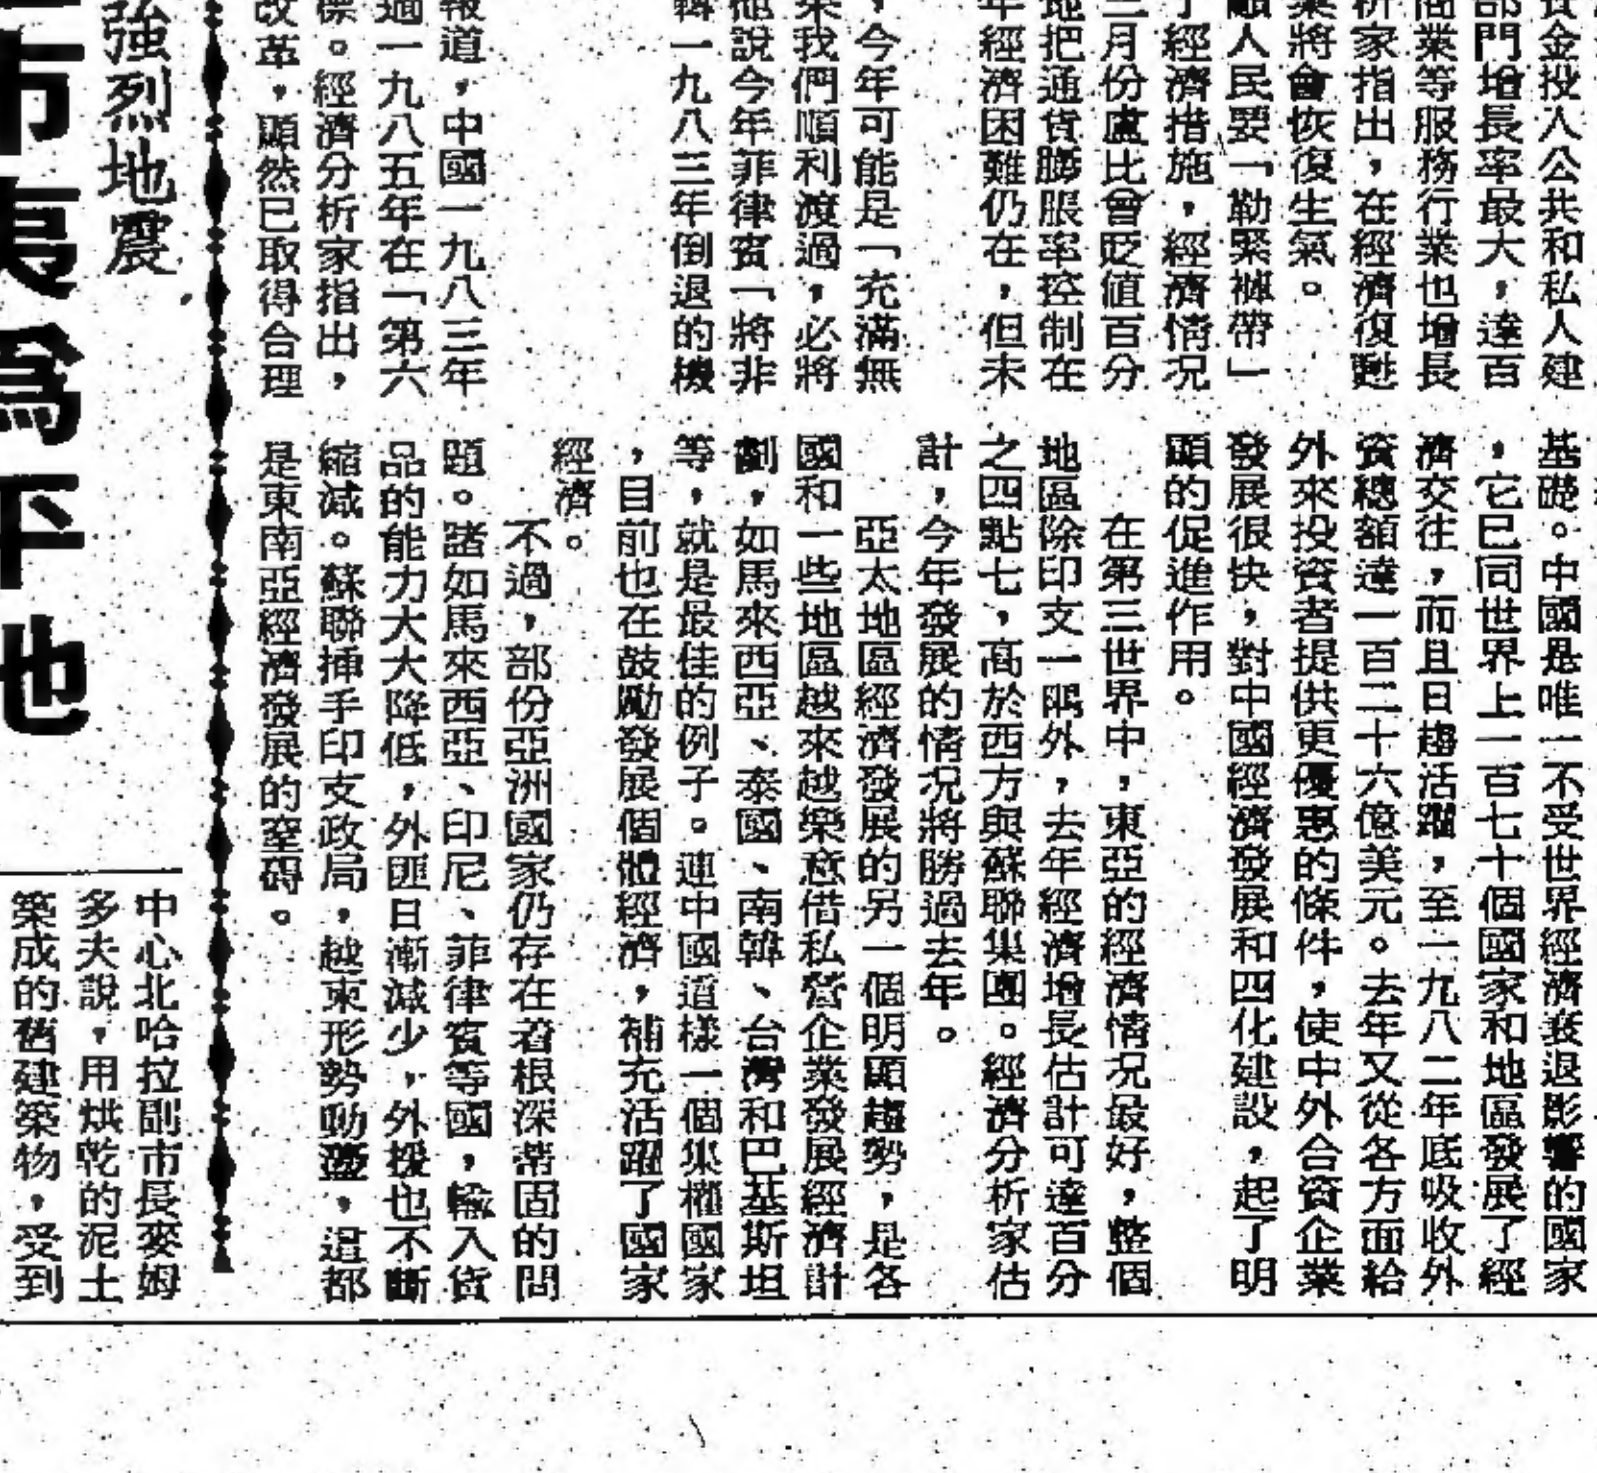 資金投入公共和私人建
部門增長率最大，達百
商業等服務行業也增長
析家指出，在經濟復甦
業將會恢復生氣。
顧人民要「勒緊褲帶」
了經濟措施，經濟情況
三月份盧比會貶值百分
地把通貨膨脹率控制在
年經濟困難仍在，但未
，今年可能是「充滿無
果我們順利渡過，必將
他說今年菲律賓「將非
轉一九八三年倒退的機
報道，中國一九八三年
過一九八五年在「第六
標。經濟分析家指出，
改革，顯然已取得合理
基礎。中國是唯一不受世界經濟衰退影響的國家
，它已同世界上一百七十個國家和地區發展了經
濟交往，而且日趨活躍，至一九八二年底吸收外
資總額達一百二十六億美元。去年又從各方面給
外來投資者提供更優惠的條件，使中外合資企業
發展很快，對中國經濟發展和四化建設，起了明
顯的促進作用。
在第三世界中，東亞的經濟情況最好，整個
地區除印支一隅外，去年經濟增長估計可達百分
之四點七，高於西方與蘇聯集團。經濟分析家估
計，今年發展的情況將勝過去年。
亞太地區經濟發展的另一個明顯趨勢，是各
國和一些地區越來越樂意借私營企業發展經濟計
劃，如馬來西亞、泰國、南韓、台灣和巴基斯坦
等，就是最佳的例子。連中國這樣一個集權國家
，目前也在鼓勵發展個體經濟，補充活躍了國家
經濟。
不過，部份亞洲國家仍存在着根深蒂固的問
題。諸如馬來西亞、印尼、菲律賓等國，輸入貨
品的能力大大降低，外匯日漸減少，外援也不斷
縮減。蘇聯揷手印支政局，越柬形勢動盪，這都
是東南亞經濟發展的窒碍。
強烈地震
市夷爲平地
中心北哈拉副市長麥姆
多夫說，用烘乾的泥土
築成的舊建築物，受到